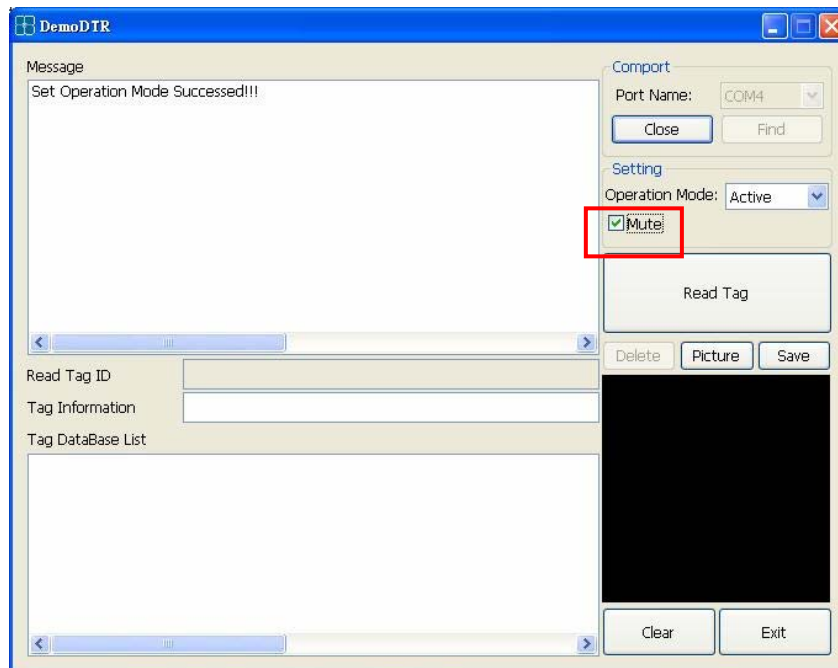 DemoDTR
Message
Set Operation Mode Successed!!!
Comport
Port Name: COM4
Close Find
Setting
Operation Mode: Active
Mute
Read Tag
Delete Picture Save
Read Tag ID
Tag Information
Tag DataBase List
Clear Exit